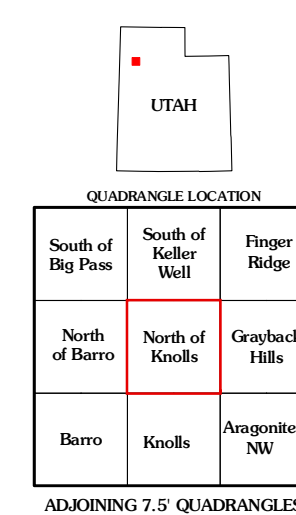 UTAH
QUADRANGLE LOCATION
South of
Big Pass
South of
Keller
Well
Finger
Ridge
North
of Barro
North of
Knolls
Grayback
Hills
Barro
Knolls
Aragonite
NW
ADJOINING 7.5' QUADRANGLES